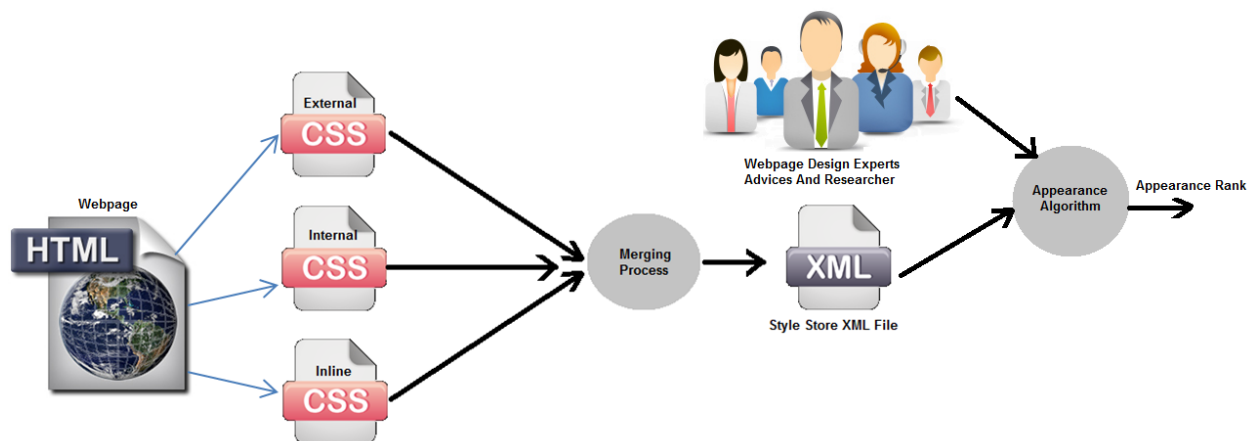 Webpage
HTML
External
CSS
Internal
CSS
Inline
CSS
Merging
Process
Webpage Design Experts
Advices And Researcher
XML
Style Store XML File
Appearance
Algorithm
Appearance Rank